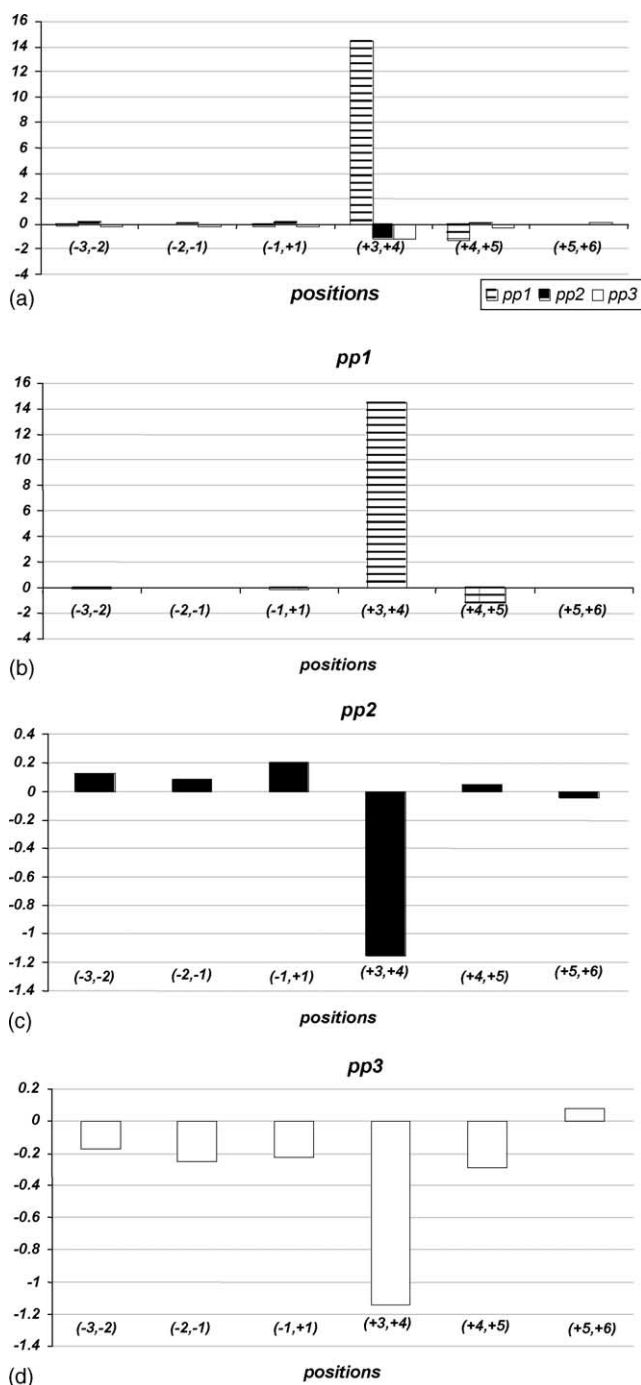 16
14
12
10
8
6
4
2
0
-2
-4
(-3,-2) (-2,-1) (-1,+1) (+3,+4) (+4,+5) (+5,+6)
(a)
positions
pp1 pp2 pp3
pp1
16
14
12
10
8
6
4
2
0
-2
-4
(-3,-2) (-2,-1) (-1,+1) (+3,+4) (+4,+5) (+5,+6)
(b)
positions
pp2
0.4
0.2
0
-0.2
-0.4
-0.6
-0.8
-1
-1.2
-1.4
(-3,-2) (-2,-1) (-1,+1) (+3,+4) (+4,+5) (+5,+6)
(c)
positions
pp3
0.2
0
-0.2
-0.4
-0.6
-0.8
-1
-1.2
-1.4
(-3,-2) (-2,-1) (-1,+1) (+3,+4) (+4,+5) (+5,+6)
(d)
positions